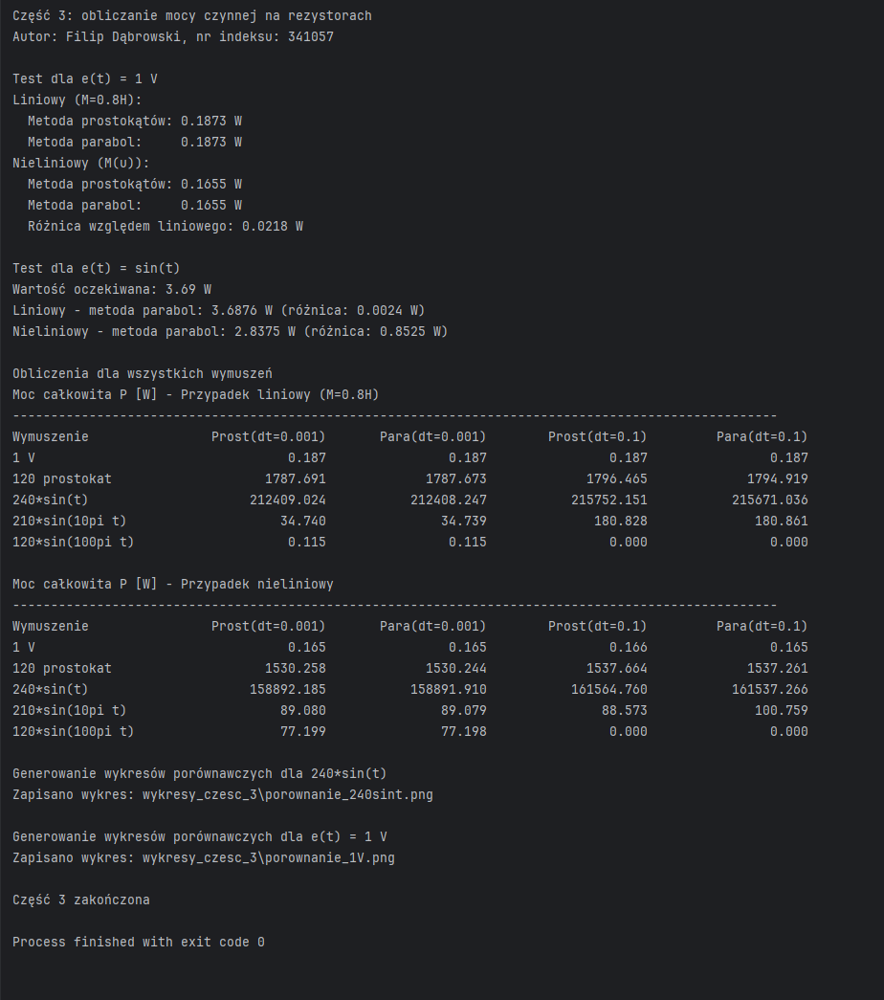 Część 3: obliczanie mocy czynnej na rezystorach
Autor: Filip Dąbrowski, nr indeksu: 341057
Test dla e(t) = 1 V
Liniowy (M=0.8H):
Metoda prostokątów: 0.1873 W
Metoda parabol: 0.1873 W
Nieliniowy (M(u)):
Metoda prostokątów: 0.1655 W
Metoda parabol: 0.1655 W
Różnica względem liniowego: 0.0218 W
Test dla e(t) = sin(t)
Wartość oczekiwana: 3.69 W
Liniowy - metoda parabol: 3.6876 W (różnica: 0.0024 W)
Nieliniowy - metoda parabol: 2.8375 W (różnica: 0.8525 W)
Obliczenia dla wszystkich wymuszeń
Moc całkowita P [W] - Przypadek liniowy (M=0.8H)
----------------------------------------------------------------------------------------------------
Wymuszenie Prost(dt=0.001) Para(dt=0.001) Prost(dt=0.1) Para(dt=0.1)
1 V 0.187 0.187 0.187 0.187
120 prostokat 1787.691 1787.673 1796.465 1794.919
240*sin(t) 212409.024 212408.247 215752.151 215671.036
210*sin(10pi t) 34.740 34.739 180.828 180.861
120*sin(100pi t) 0.115 0.115 0.000 0.000
Moc całkowita P [W] - Przypadek nieliniowy
----------------------------------------------------------------------------------------------------
Wymuszenie Prost(dt=0.001) Para(dt=0.001) Prost(dt=0.1) Para(dt=0.1)
1 V 0.165 0.165 0.166 0.165
120 prostokat 1530.258 1530.244 1537.664 1537.261
240*sin(t) 158892.185 158891.910 161564.760 161537.266
210*sin(10pi t) 89.080 89.079 88.573 100.759
120*sin(100pi t) 77.199 77.198 0.000 0.000
Generowanie wykresów porównawczych dla 240*sin(t)
Zapisano wykres: wykresy_czesc_3\porownanie_240sint.png
Generowanie wykresów porównawczych dla e(t) = 1 V
Zapisano wykres: wykresy_czesc_3\porownanie_1V.png
Część 3 zakończona
Process finished with exit code 0